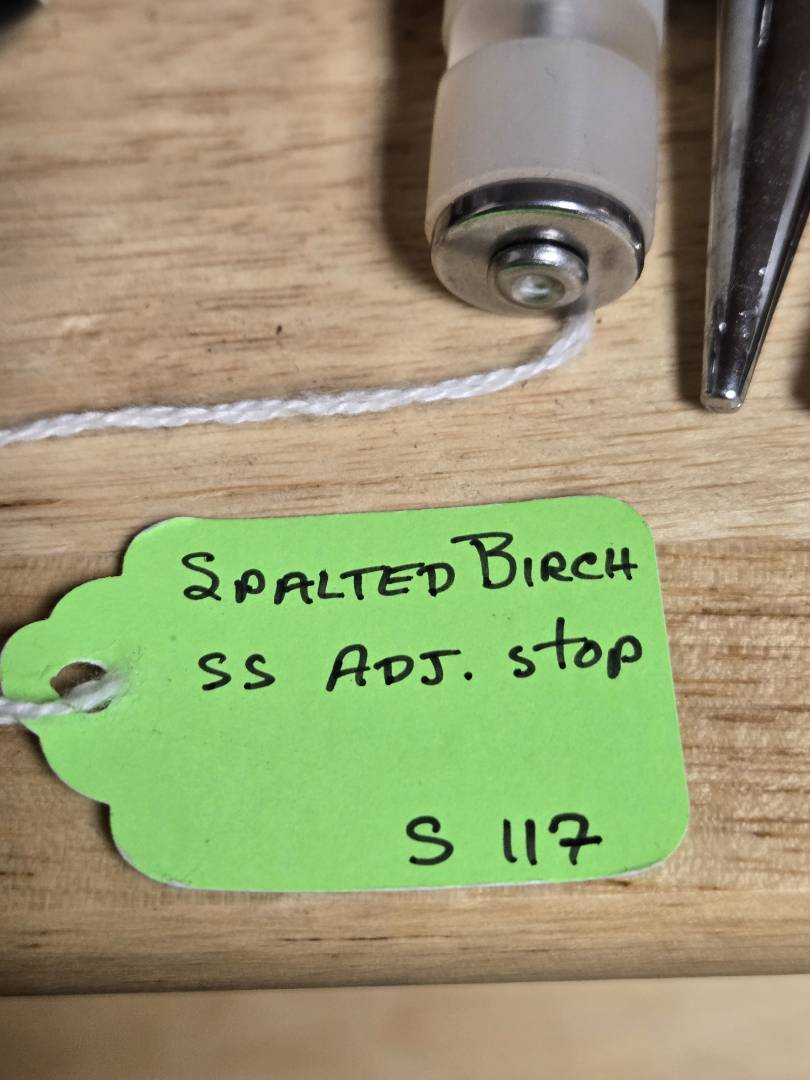 SPALTED BIRCH
SS ADJ. stop
S 117